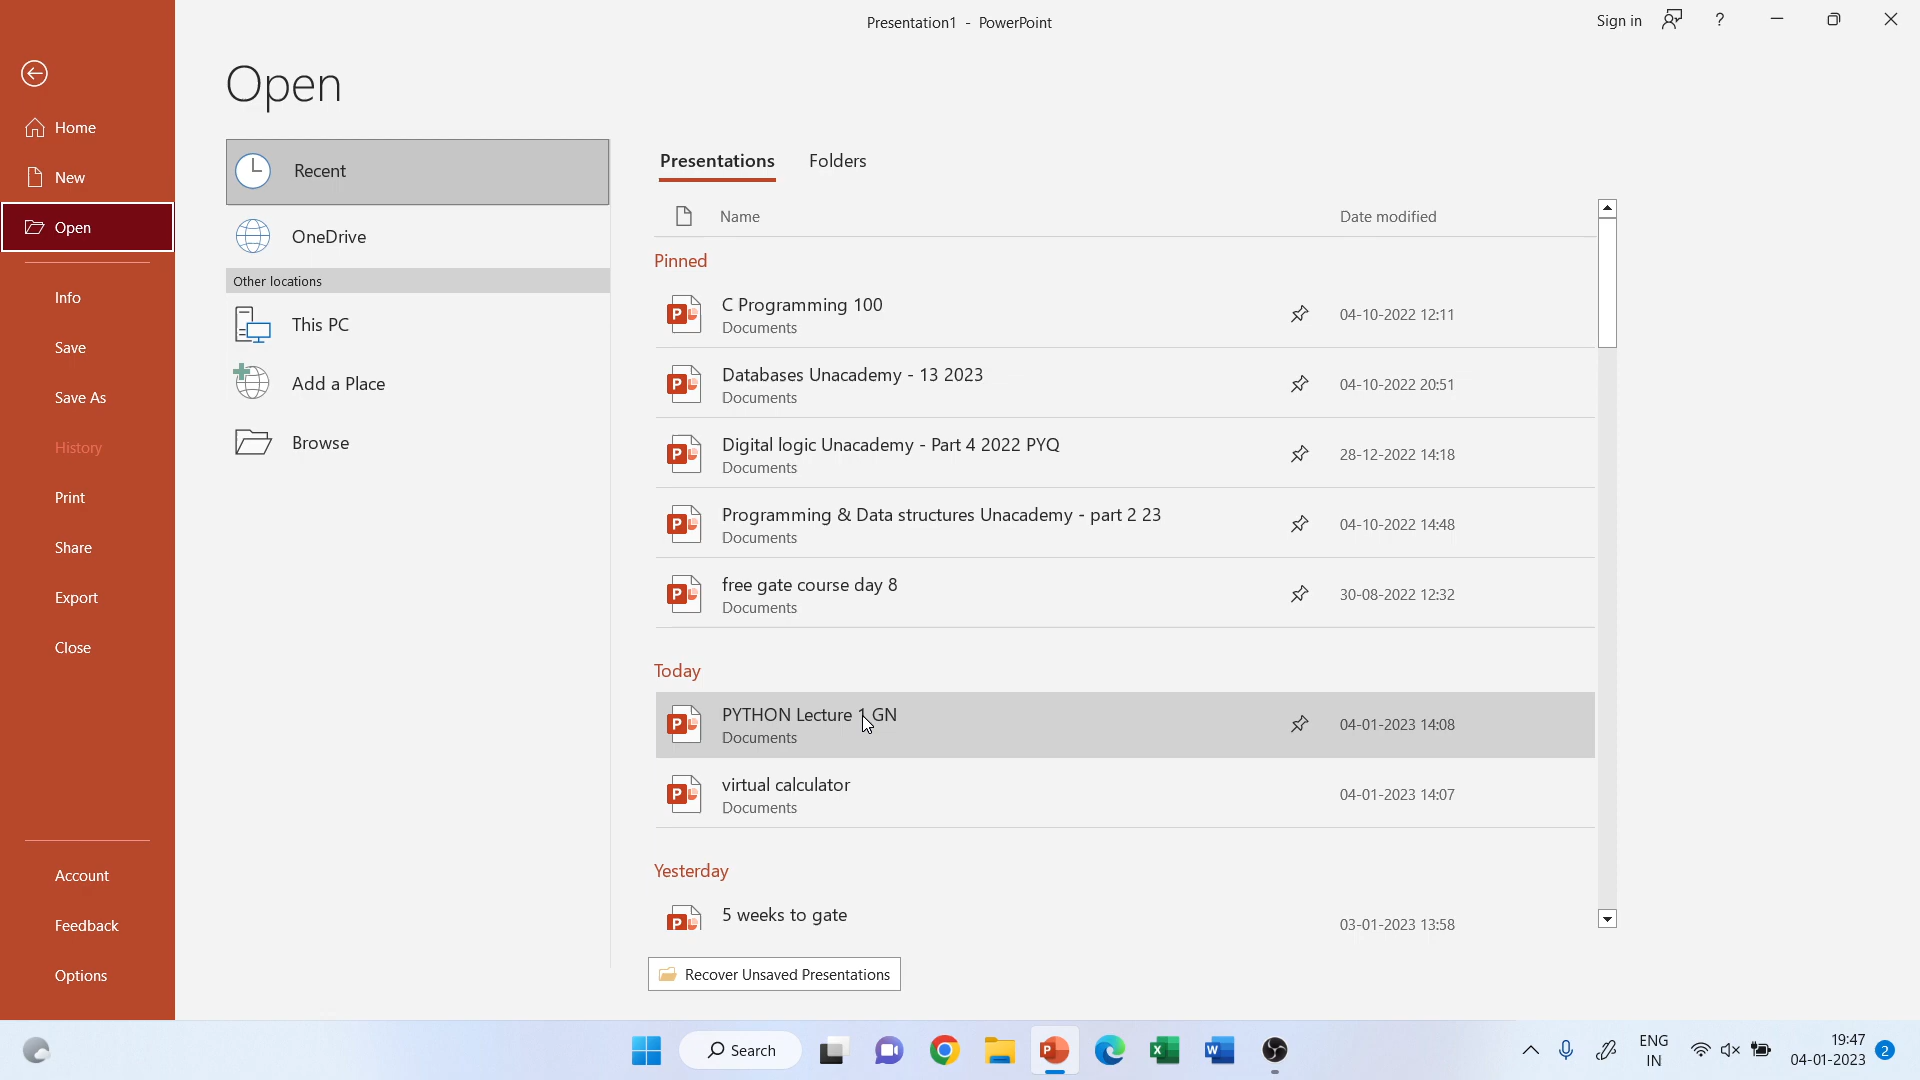 Presentation1 - PowerPoint
Sign in
?
Home
New
Open
Info
Save
Save As
History
Print
Share
Export
Close
Account
Feedback
Options
Open
Recent
OneDrive
Other locations
This PC
Add a Place
Browse
Presentations Folders
Name Date modified
Pinned
C Programming 100
Documents
04-10-2022 12:11
Databases Unacademy - 13 2023
Documents
04-10-2022 20:51
Digital logic Unacademy - Part 4 2022 PYQ
Documents
28-12-2022 14:18
Programming & Data structures Unacademy - part 2 23
Documents
04-10-2022 14:48
free gate course day 8
Documents
30-08-2022 12:32
Today
PYTHON Lecture 1 GN
Documents
04-01-2023 14:08
virtual calculator
Documents
04-01-2023 14:07
Yesterday
5 weeks to gate
03-01-2023 13:58
Recover Unsaved Presentations
Search
ENG
IN
19:47
04-01-2023
2